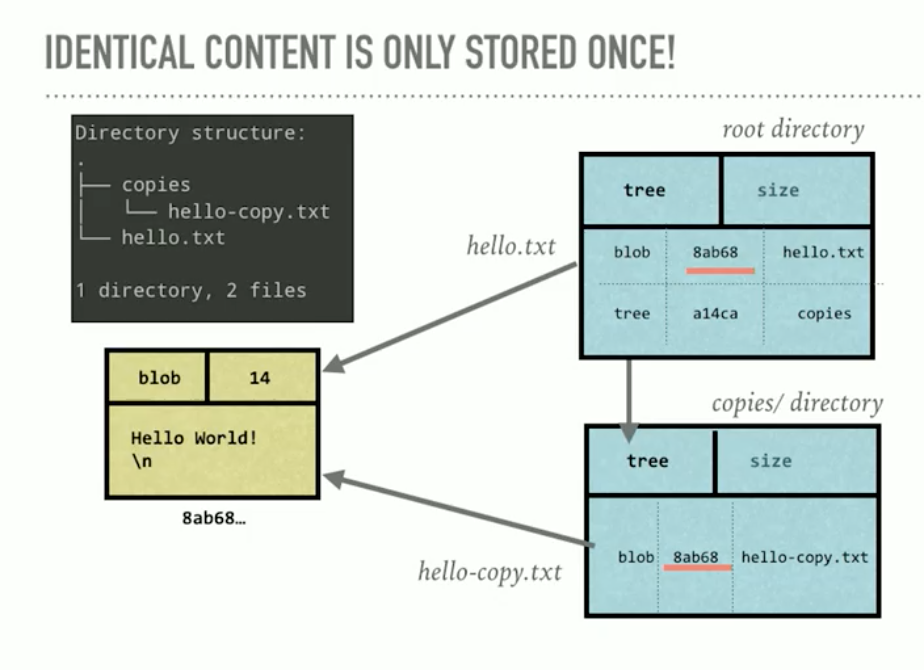 IDENTICAL CONTENT IS ONLY STORED ONCE!
Directory structure:
.
├── copies
│   └── hello-copy.txt
└── hello.txt
1 directory, 2 files
root directory
tree size
blob 8ab68 hello.txt
tree a14ca copies
hello.txt
blob 14
Hello World!
\n
8ab68…
copies/ directory
tree size
blob 8ab68 hello-copy.txt
hello-copy.txt